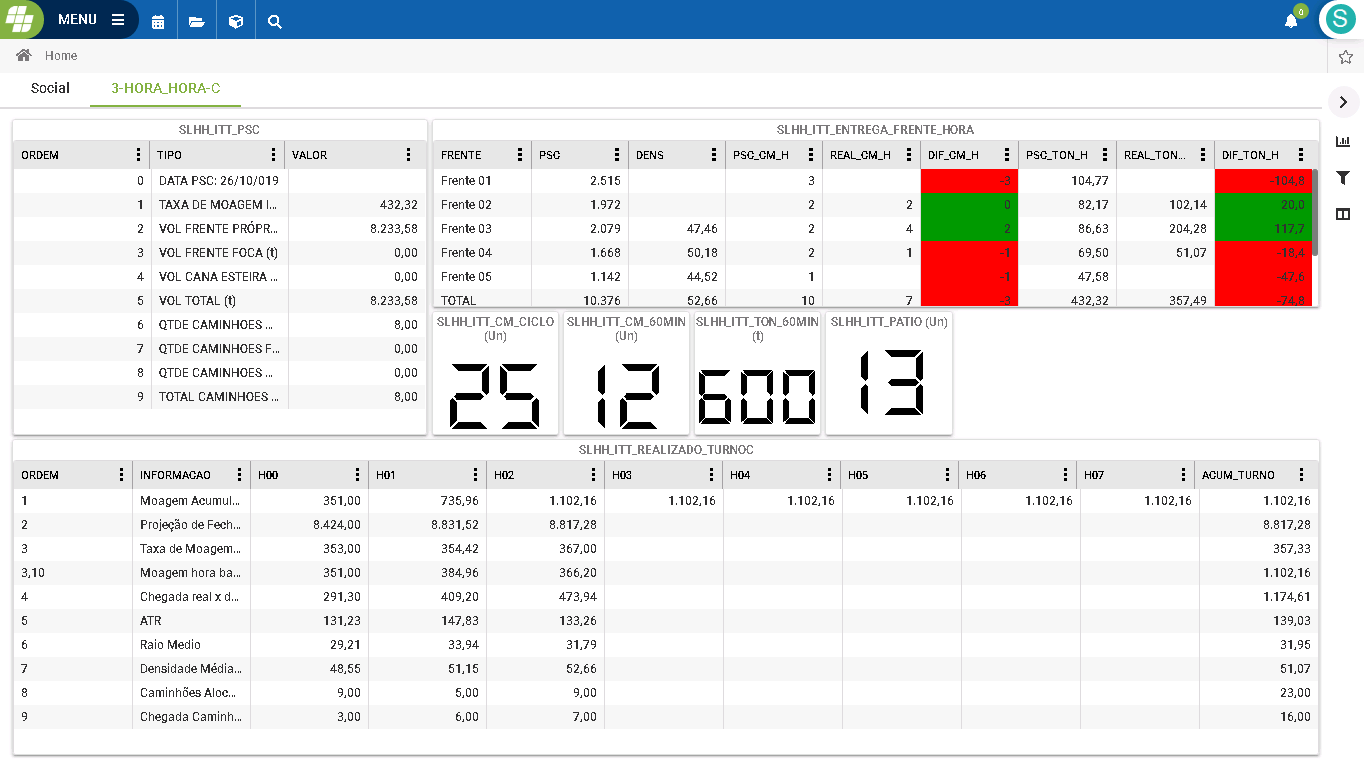 MENU
0
S
Home
Social 3-HORA_HORA-C
SLHH_ITT_PSC
ORDEM TIPO VALOR
0 DATA PSC: 26/10/019
1 TAXA DE MOAGEM I... 432,32
2 VOL FRENTE PRÓPR... 8.233,58
3 VOL FRENTE FOCA (t) 0,00
4 VOL CANA ESTEIRA ... 0,00
5 VOL TOTAL (t) 8.233,58
6 QTDE CAMINHOES ... 8,00
7 QTDE CAMINHOES F... 0,00
8 QTDE CAMINHOES ... 0,00
9 TOTAL CAMINHOES ... 8,00
SLHH_ITT_ENTREGA_FRENTE_HORA
FRENTE PSC DENS PSC_CM_H REAL_CM_H DIF_CM_H PSC_TON_H REAL_TON... DIF_TON_H
Frente 01 2.515 3 -3 104,77 -104,8
Frente 02 1.972 2 2 0 82,17 102,14 20,0
Frente 03 2.079 47,46 2 4 2 86,63 204,28 117,7
Frente 04 1.668 50,18 2 1 -1 69,50 51,07 -18,4
Frente 05 1.142 44,52 1 -1 47,58 -47,6
TOTAL 10.376 52,66 10 7 -3 432,32 357,49 -74,8
SLHH_ITT_CM_CICLO
(Un)
25
SLHH_ITT_CM_60MIN
(Un)
12
SLHH_ITT_TON_60MIN
(t)
600
SLHH_ITT_PATIO (Un)
13
SLHH_ITT_REALIZADO_TURNOC
ORDEM INFORMACAO H00 H01 H02 H03 H04 H05 H06 H07 ACUM_TURNO
1 Moagem Acumul... 351,00 735,96 1.102,16 1.102,16 1.102,16 1.102,16 1.102,16 1.102,16 1.102,16
2 Projeção de Fech... 8.424,00 8.831,52 8.817,28 8.817,28
3 Taxa de Moagem... 353,00 354,42 367,00 357,33
3,10 Moagem hora ba... 351,00 384,96 366,20 1.102,16
4 Chegada real x d... 291,30 409,20 473,94 1.174,61
5 ATR 131,23 147,83 133,26 139,03
6 Raio Medio 29,21 33,94 31,79 31,95
7 Densidade Média... 48,55 51,15 52,66 51,07
8 Caminhões Aloc... 9,00 5,00 9,00 23,00
9 Chegada Caminh... 3,00 6,00 7,00 16,00